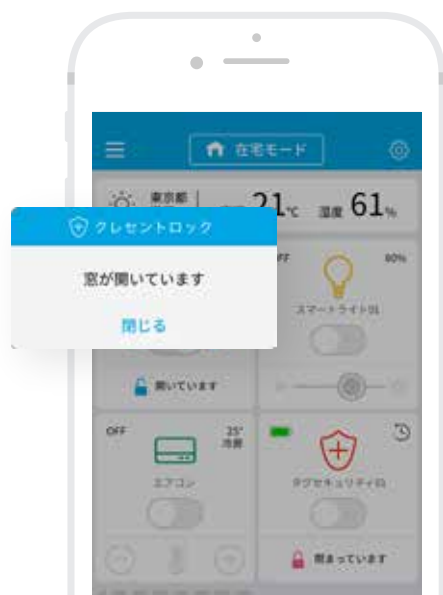 在宅モード
東京都
21℃ 湿度 61%
クレセントロック
窓が開いています
閉じる
80%
スマートライト01
開いています
OFF
25°
冷房
エアコン
タグセキュリティ01
閉まっています